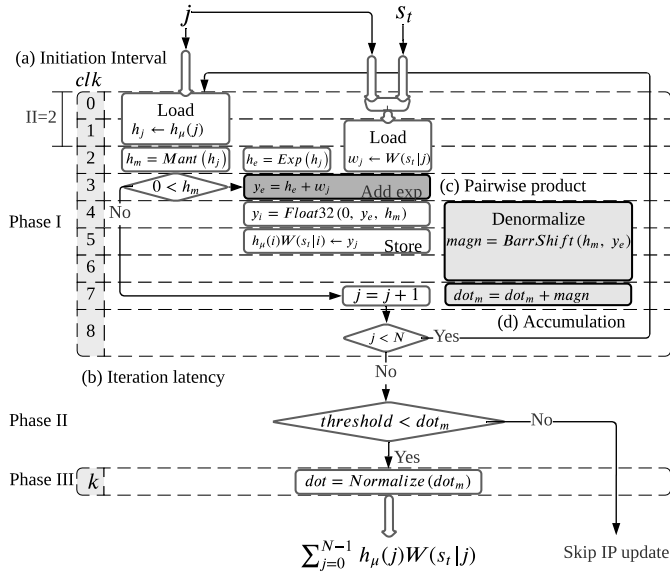 j
s_t
(a) Initiation Interval
clk
0
Load
h_j ← h_μ(j)
II=2
1
Load
w_j ← W(s_t|j)
2
h_m = Mant(h_j)
h_e = Exp(h_j)
3
0 < h_m
y_e = h_e + w_j
Add exp
(c) Pairwise product
No
Phase I
4
y_i = Float32(0, y_e, h_m)
Denormalize
magn = BarrShift(h_m, y_e)
5
h_μ(i)W(s_t|i) ← y_j
Store
6
7
j = j + 1
dot_m = dot_m + magn
(d) Accumulation
8
j < N
Yes
(b) Iteration latency
No
Phase II
threshold < dot_m
No
Yes
Phase III
k
dot = Normalize(dot_m)
∑_{j=0}^{N−1} h_μ(j)W(s_t|j)
Skip IP update